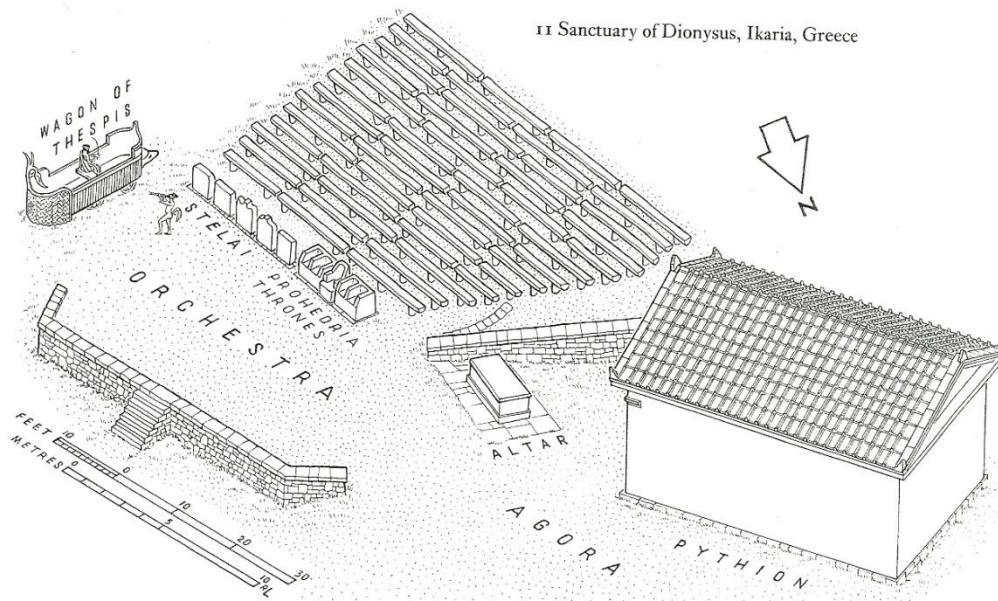 11 Sanctuary of Dionysus, Ikaria, Greece
WAGON OF
THESPIS
N
STELAI
PROHEDRIA
THRONES
ORCHESTRA
ALTAR
AGORA
PYTHION
FEET 10 0 10 20 30
METRES 0 5 10
RL